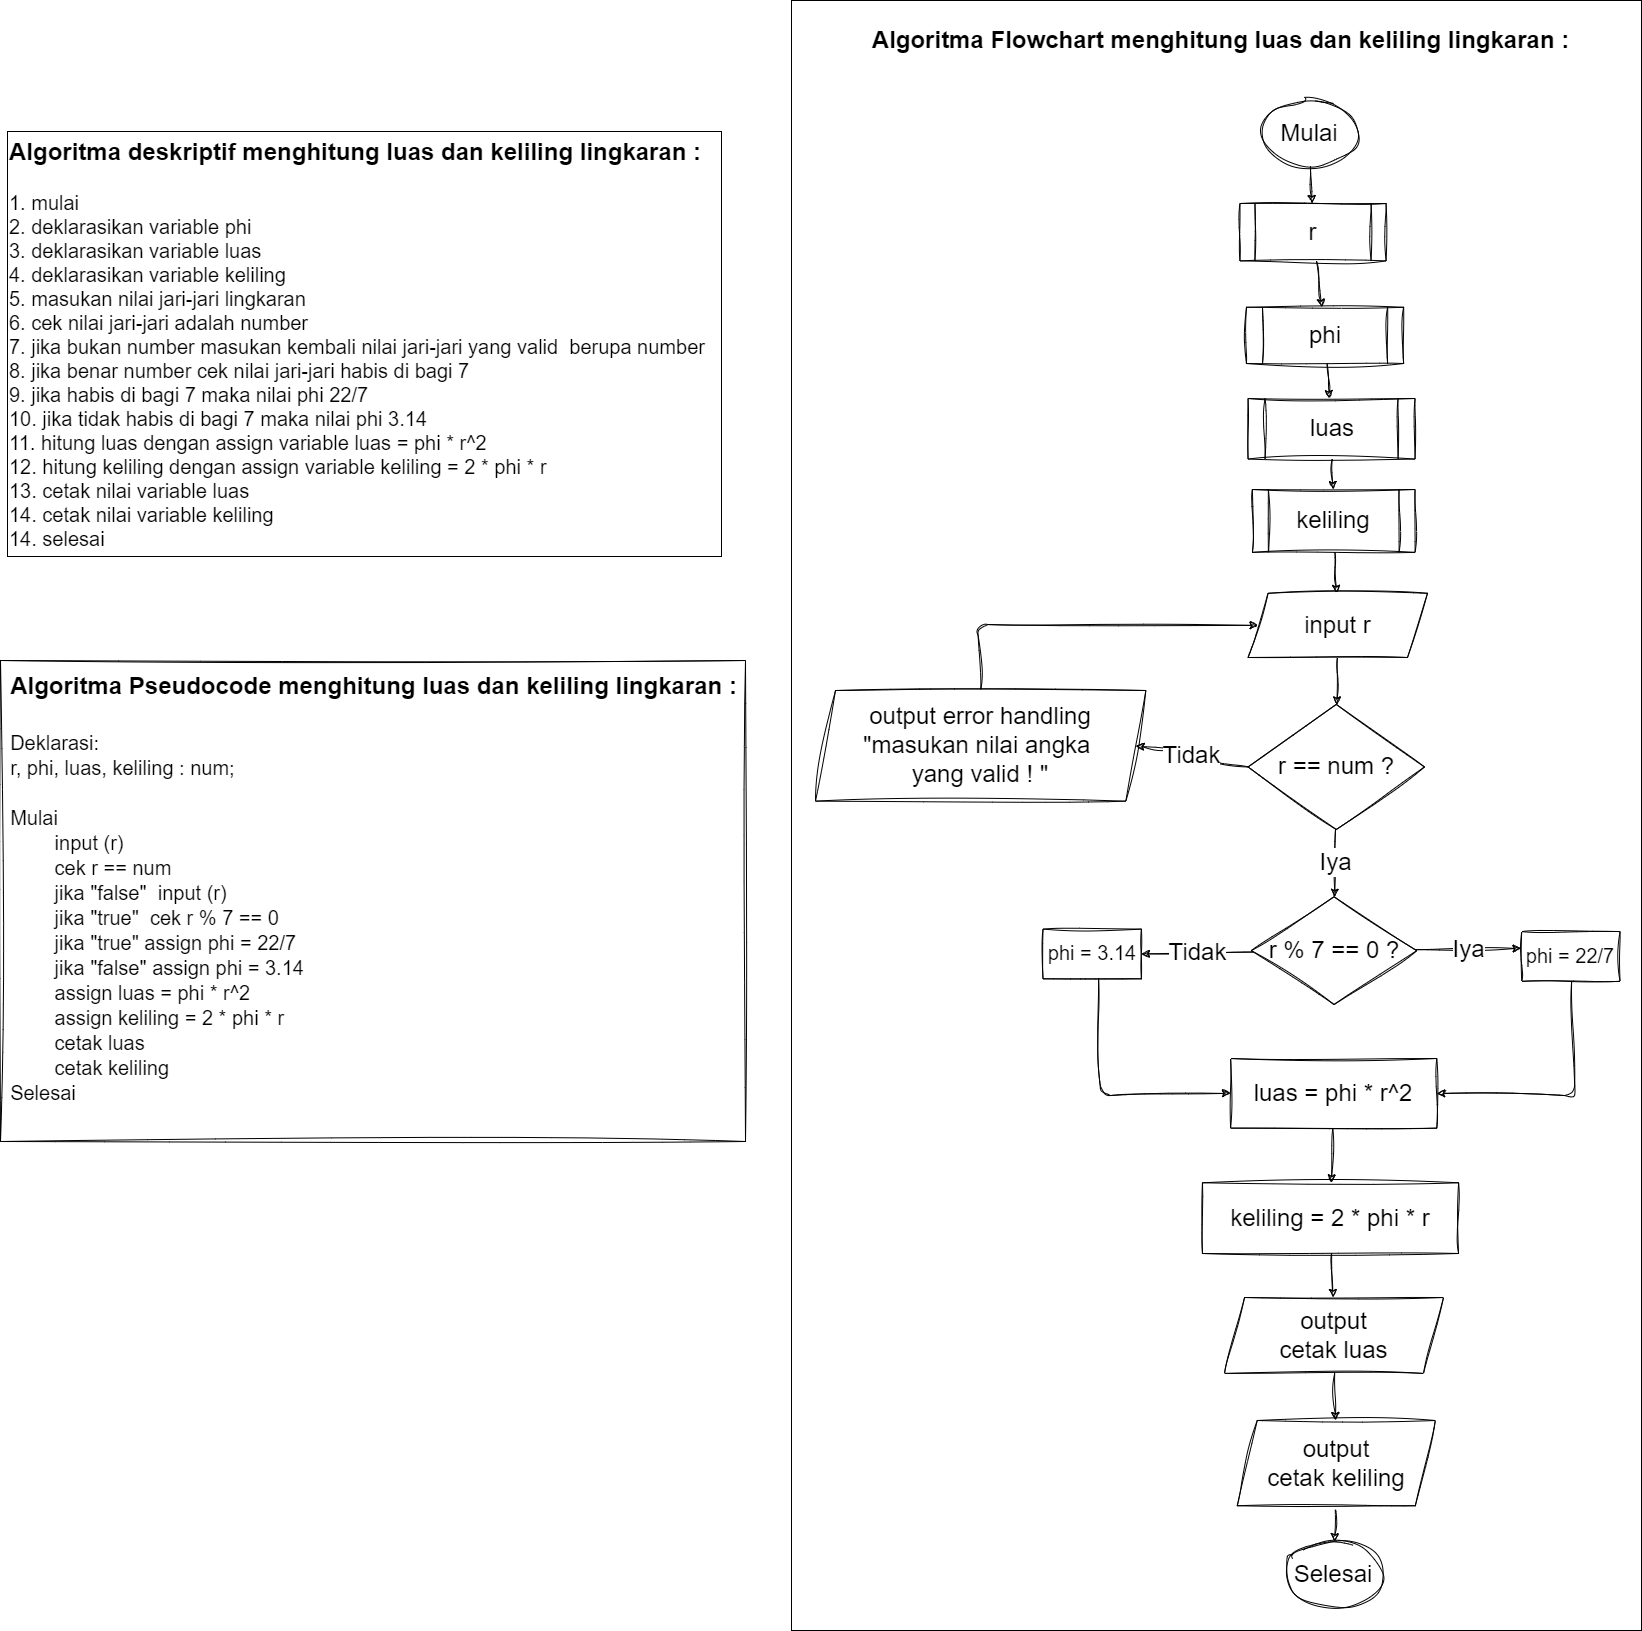 Algoritma deskriptif menghitung luas dan keliling lingkaran :
1. mulai
2. deklarasikan variable phi
3. deklarasikan variable luas
4. deklarasikan variable keliling
5. masukan nilai jari-jari lingkaran
6. cek nilai jari-jari adalah number
7. jika bukan number masukan kembali nilai jari-jari yang valid  berupa number
8. jika benar number cek nilai jari-jari habis di bagi 7
9. jika habis di bagi 7 maka nilai phi 22/7
10. jika tidak habis di bagi 7 maka nilai phi 3.14
11. hitung luas dengan assign variable luas = phi * r^2
12. hitung keliling dengan assign variable keliling = 2 * phi * r
13. cetak nilai variable luas
14. cetak nilai variable keliling
14. selesai
Algoritma Pseudocode menghitung luas dan keliling lingkaran :
Deklarasi:
r, phi, luas, keliling : num;
Mulai
input (r)
cek r == num
jika "false"  input (r)
jika "true"  cek r % 7 == 0
jika "true" assign phi = 22/7
jika "false" assign phi = 3.14
assign luas = phi * r^2
assign keliling = 2 * phi * r
cetak luas
cetak keliling
Selesai
Algoritma Flowchart menghitung luas dan keliling lingkaran :
Mulai
r
phi
luas
keliling
input r
output error handling
"masukan nilai angka
yang valid ! "
Tidak
r == num ?
Iya
phi = 3.14
Tidak
r % 7 == 0 ?
Iya
phi = 22/7
luas = phi * r^2
keliling = 2 * phi * r
output
cetak luas
output
cetak keliling
Selesai